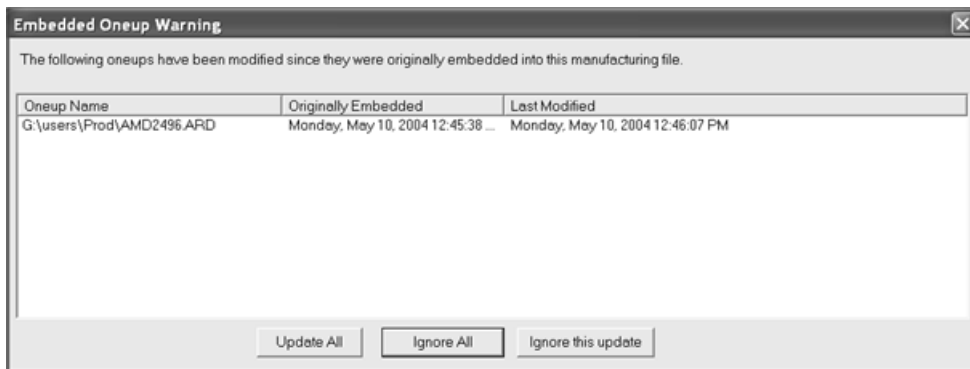 Embedded Oneup Warning
The following oneups have been modified since they were originally embedded into this manufacturing file.
Oneup Name Originally Embedded Last Modified
G:\users\Prod\AMD2496.ARD Monday, May 10, 2004 12:45:38 ... Monday, May 10, 2004 12:46:07 PM
Update All Ignore All Ignore this update